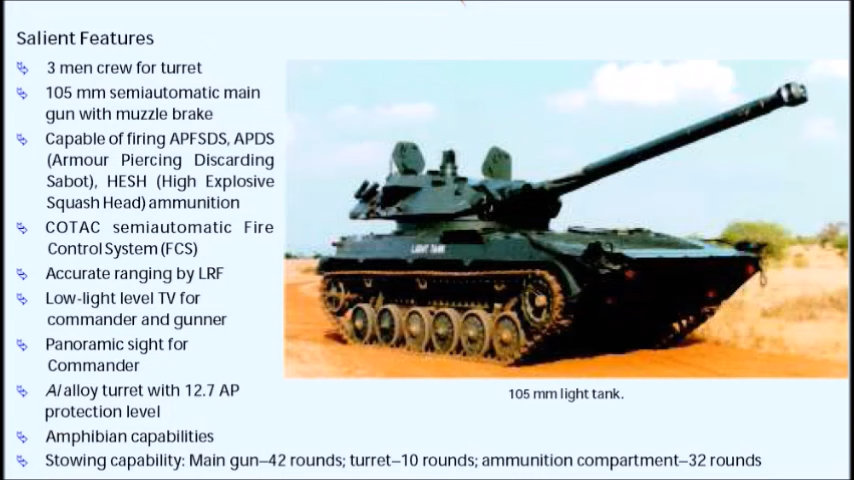 Salient Features
3 men crew for turret
105 mm semiautomatic main
gun with muzzle brake
Capable of firing APFSDS, APDS
(Armour Piercing Discarding
Sabot), HESH (High Explosive
Squash Head) ammunition
COTAC semiautomatic Fire
Control System (FCS)
Accurate ranging by LRF
Low-light level TV for
commander and gunner
Panoramic sight for
Commander
Al alloy turret with 12.7 AP
protection level
Amphibian capabilities
Stowing capability: Main gun–42 rounds; turret–10 rounds; ammunition compartment–32 rounds
LIGHT TANK
105 mm light tank.